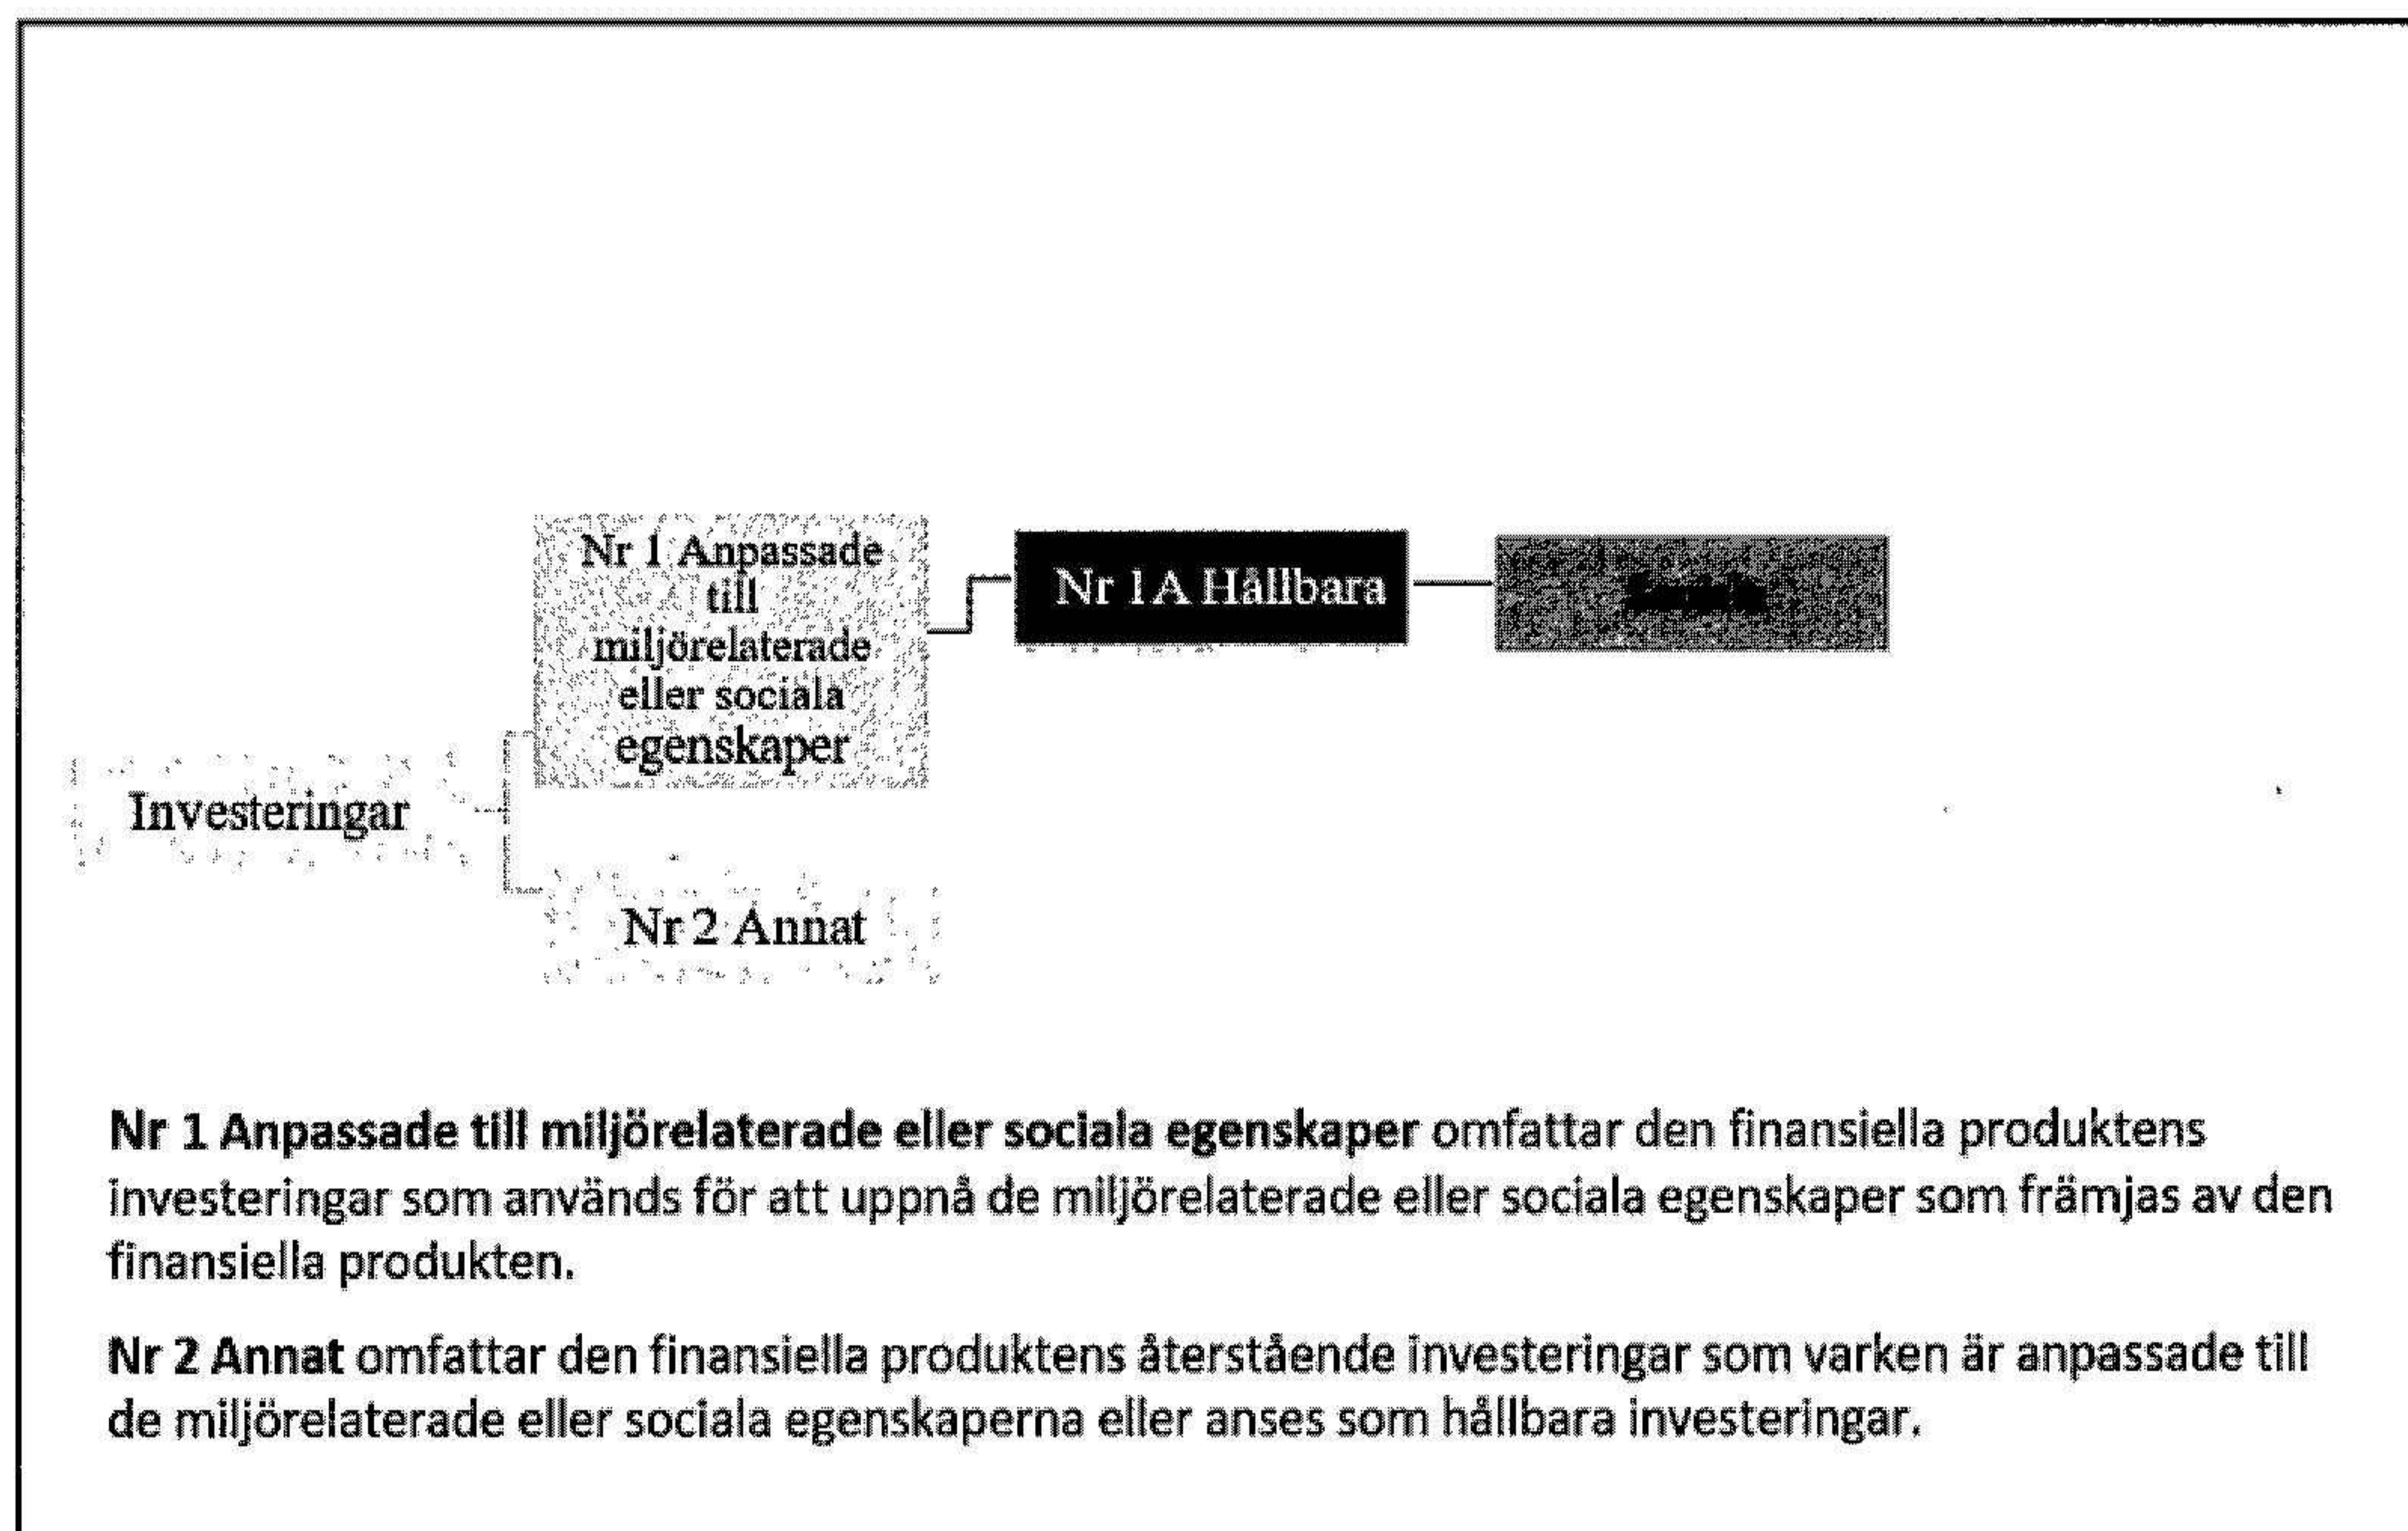 Nr 1 Anpassade
till
miljörelaterade
eller sociala
egenskaper
Nr 1A Hållbara
Investeringar
Nr 2 Annat
Nr 1 Anpassade till miljörelaterade eller sociala egenskaper omfattar den finansiella produktens
investeringar som används för att uppnå de miljörelaterade eller sociala egenskaper som främjas av den
finansiella produkten.
Nr 2 Annat omfattar den finansiella produktens återstående investeringar som varken är anpassade till
de miljörelaterade eller sociala egenskaperna eller anses som hållbara investeringar.